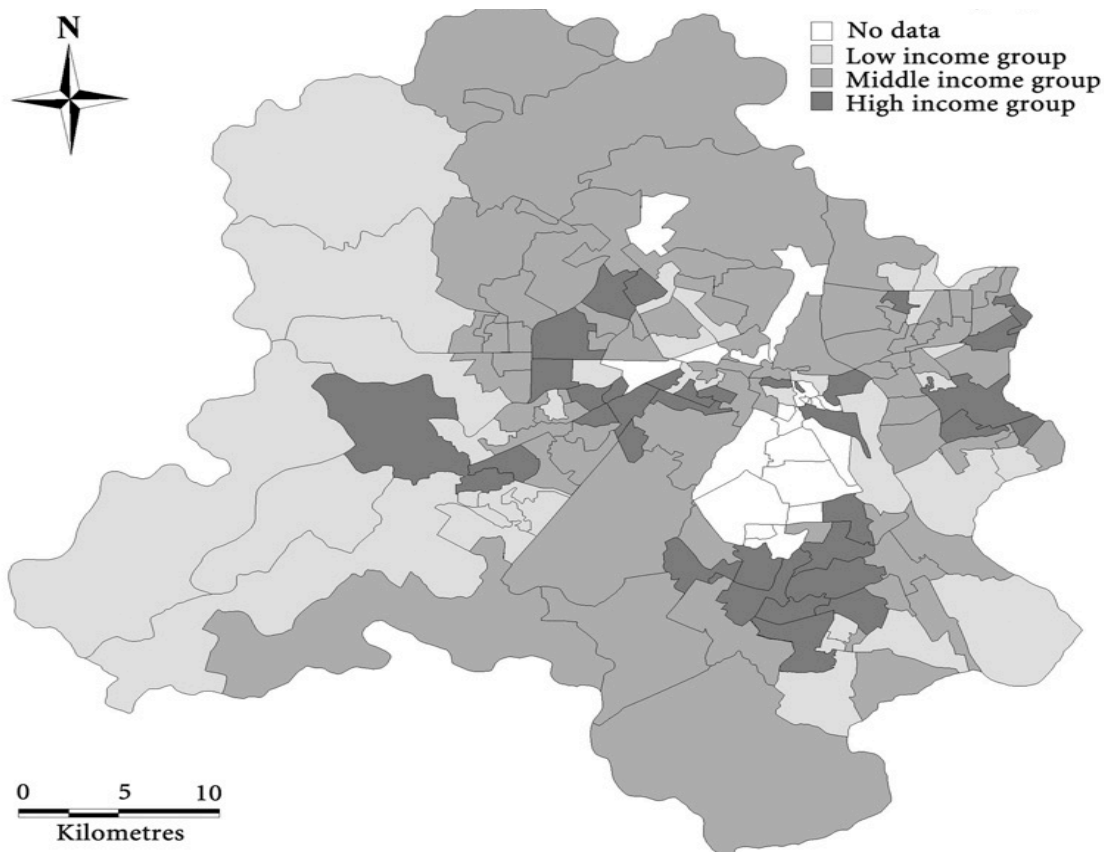 N
No data
Low income group
Middle income group
High income group
0 5 10
Kilometres